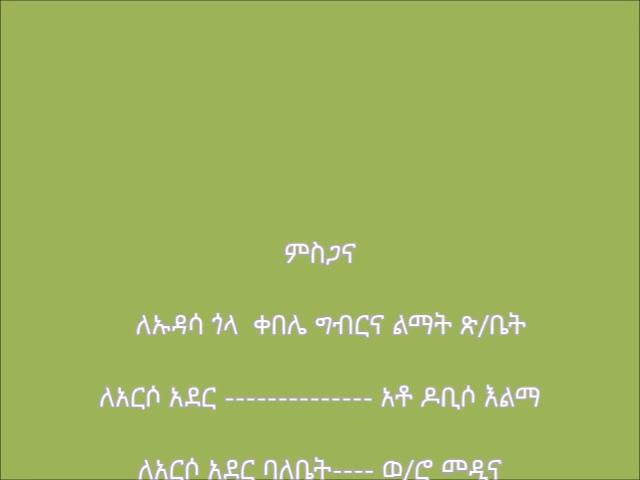 ምስጋና
ለኡዳሳ ጎላ ቀበሌ ግብርና ልማት ጽ/ቤት
ለአርሶ አደር -------------- አቶ ዶቢሶ እልማ
ለአርሶ አደር ባለቤት---- ወ/ሮ መዲና